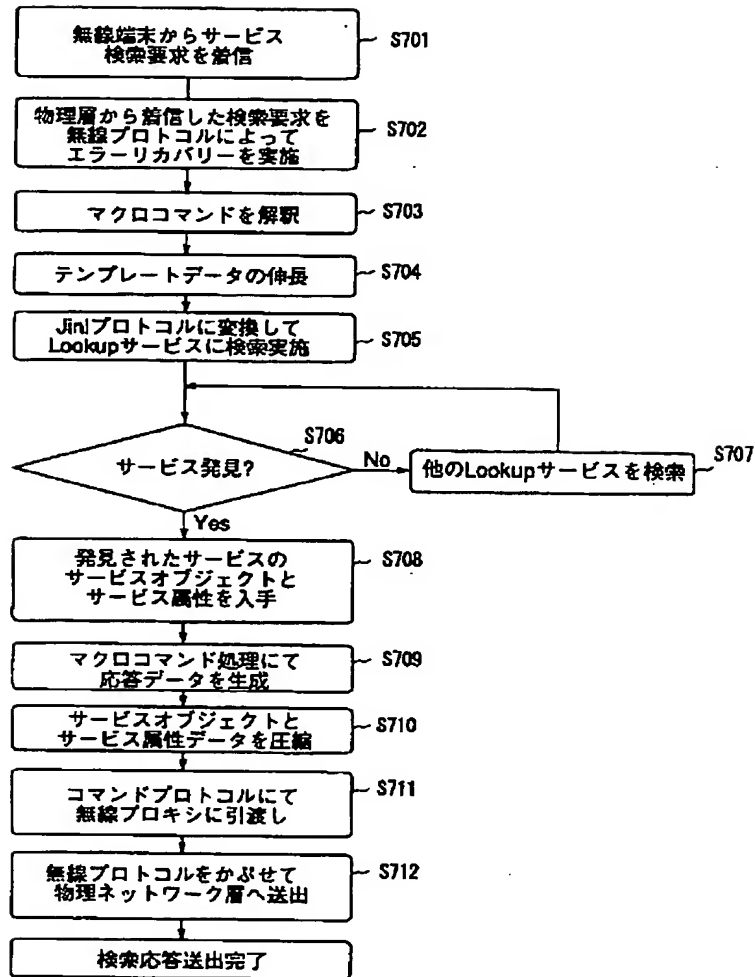 無線端末からサービス
検索要求を着信
S701
物理層から着信した検索要求を
無線プロトコルによって
エラーリカバリーを実施
S702
マクロコマンドを解釈
S703
テンプレートデータの伸長
S704
Jiniプロトコルに変換して
Lookupサービスに検索実施
S705
サービス発見?
S706
No
他のLookupサービスを検索
S707
Yes
発見されたサービスの
サービスオブジェクトと
サービス属性を入手
S708
マクロコマンド処理にて
応答データを生成
S709
サービスオブジェクトと
サービス属性データを圧縮
S710
コマンドプロトコルにて
無線プロキシに引渡し
S711
無線プロトコルをかぶせて
物理ネットワーク層へ送出
S712
検索応答送出完了